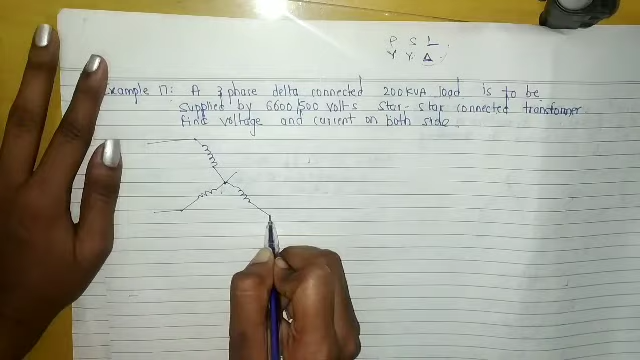 P S L
Y Y Δ
Example 17: A 3 phase delta connected 200KVA load is to be
supplied by 6600/500 volts star-star connected transformer.
Find voltage and current on both side.